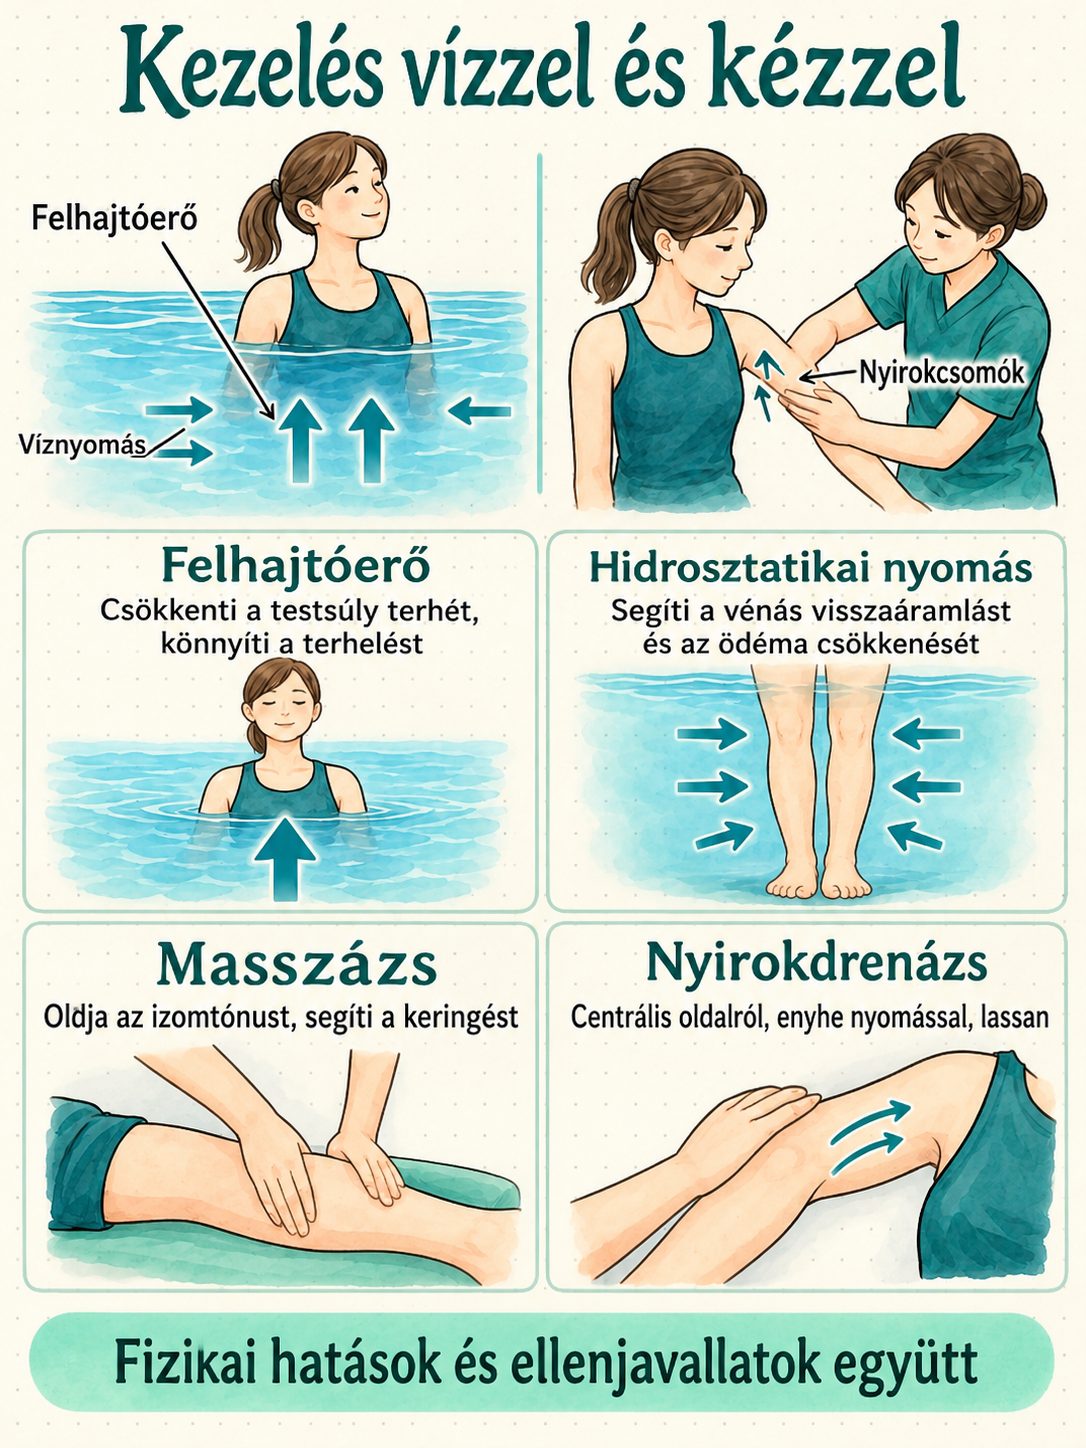 Kezelés vízzel és kézzel
Felhajtóerő
Víznyomás
Nyirokcsomók
Felhajtóerő
Csökkenti a testsúly terhét,
könnyíti a terhelést
Hidrosztatikai nyomás
Segíti a vénás visszaáramlást
és az ödéma csökkenését
Masszázs
Oldja az izomtónust, segíti a keringést
Nyirokdrenázs
Centrális oldalról, enyhe nyomással, lassan
Fizikai hatások és ellenjavallatok együtt